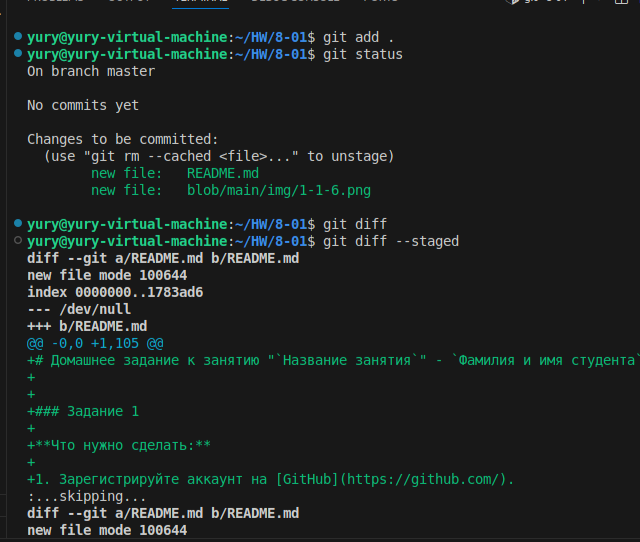 yury@yury-virtual-machine:~/HW/8-01$ git add .
yury@yury-virtual-machine:~/HW/8-01$ git status
On branch master
No commits yet
Changes to be committed:
  (use "git rm --cached <file>..." to unstage)
        new file:   README.md
        new file:   blob/main/img/1-1-6.png
yury@yury-virtual-machine:~/HW/8-01$ git diff
yury@yury-virtual-machine:~/HW/8-01$ git diff --staged
diff --git a/README.md b/README.md
new file mode 100644
index 0000000..1783ad6
--- /dev/null
+++ b/README.md
@@ -0,0 +1,105 @@
+# Домашнее задание к занятию "`Название занятия`" - `Фамилия и имя студента`
+
+
+### Задание 1
+
+**Что нужно сделать:**
+
+1. Зарегистрируйте аккаунт на [GitHub](https://github.com/).
:...skipping...
diff --git a/README.md b/README.md
new file mode 100644